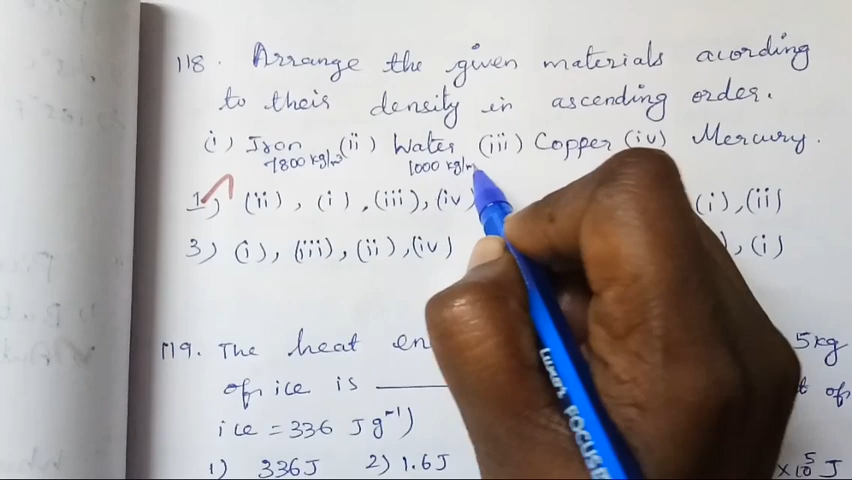 118. Arrange the given materials acording
to their density in ascending order.
(i) Iron (ii) Water (iii) Copper (iv) Mercury.
7800 kg/m³ 1000 kg/m
1) (ii), (i), (iii), (iv) (i), (ii)
3) (i), (iii), (ii), (iv) , (i)
119. The heat en 5kg
of ice is ______ of
ice = 336 Jg⁻¹)
1) 336J 2) 1.6J ×10⁵ J
Luxor FOCUS